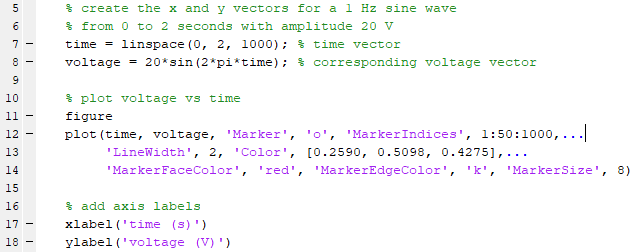 5 % create the x and y vectors for a 1 Hz sine wave
6 % from 0 to 2 seconds with amplitude 20 V
7 - time = linspace(0, 2, 1000); % time vector
8 - voltage = 20*sin(2*pi*time); % corresponding voltage vector
9
10 % plot voltage vs time
11 - figure
12 - plot(time, voltage, 'Marker', 'o', 'MarkerIndices', 1:50:1000,...
13 'LineWidth', 2, 'Color', [0.2590, 0.5098, 0.4275],...
14 'MarkerFaceColor', 'red', 'MarkerEdgeColor', 'k', 'MarkerSize', 8)
15
16 % add axis labels
17 - xlabel('time (s)')
18 - ylabel('voltage (V)')